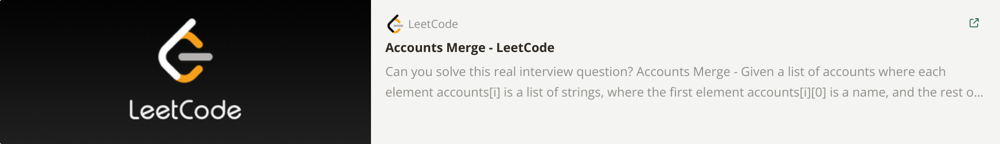 LeetCode
LeetCode
Accounts Merge - LeetCode
Can you solve this real interview question? Accounts Merge - Given a list of accounts where each
element accounts[i] is a list of strings, where the first element accounts[i][0] is a name, and the rest o...